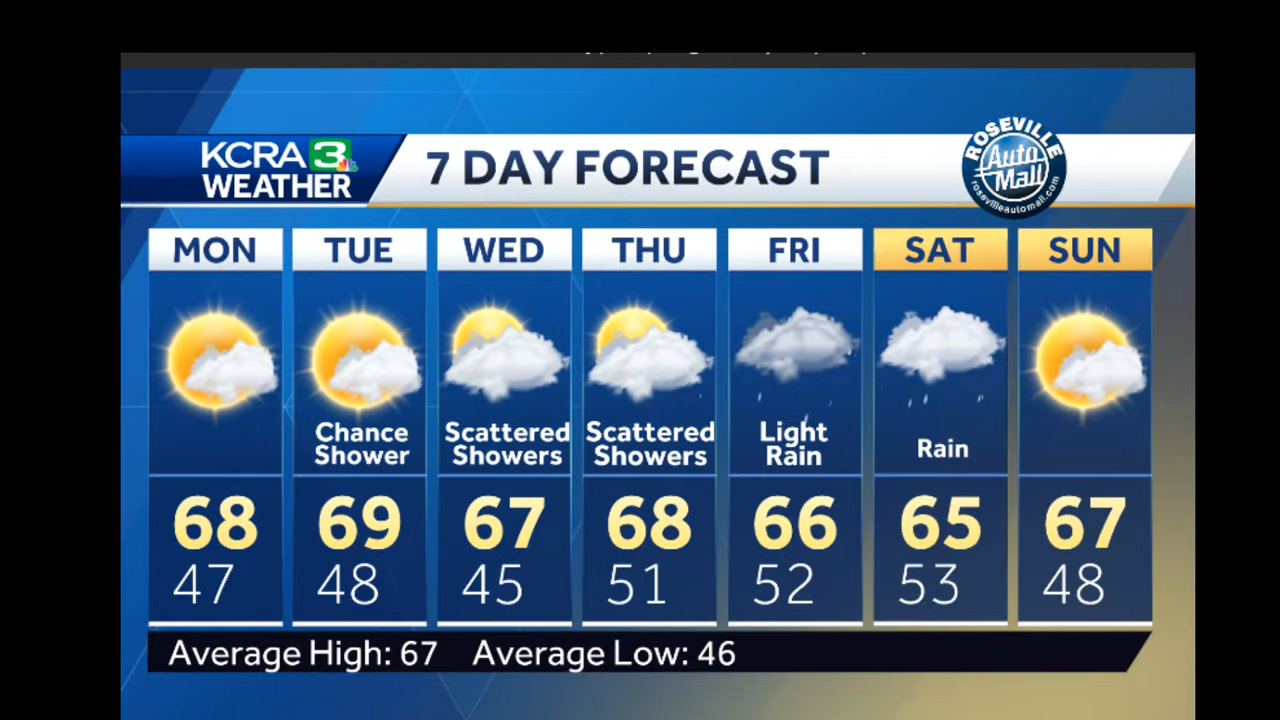 KCRA 3
WEATHER
7 DAY FORECAST
ROSEVILLE
Auto
Mall
rosevilleautomall.com
MON TUE WED THU FRI SAT SUN
Chance
Shower
Scattered
Showers
Scattered
Showers
Light
Rain
Rain
68 69 67 68 66 65 67
47 48 45 51 52 53 48
Average High: 67 Average Low: 46